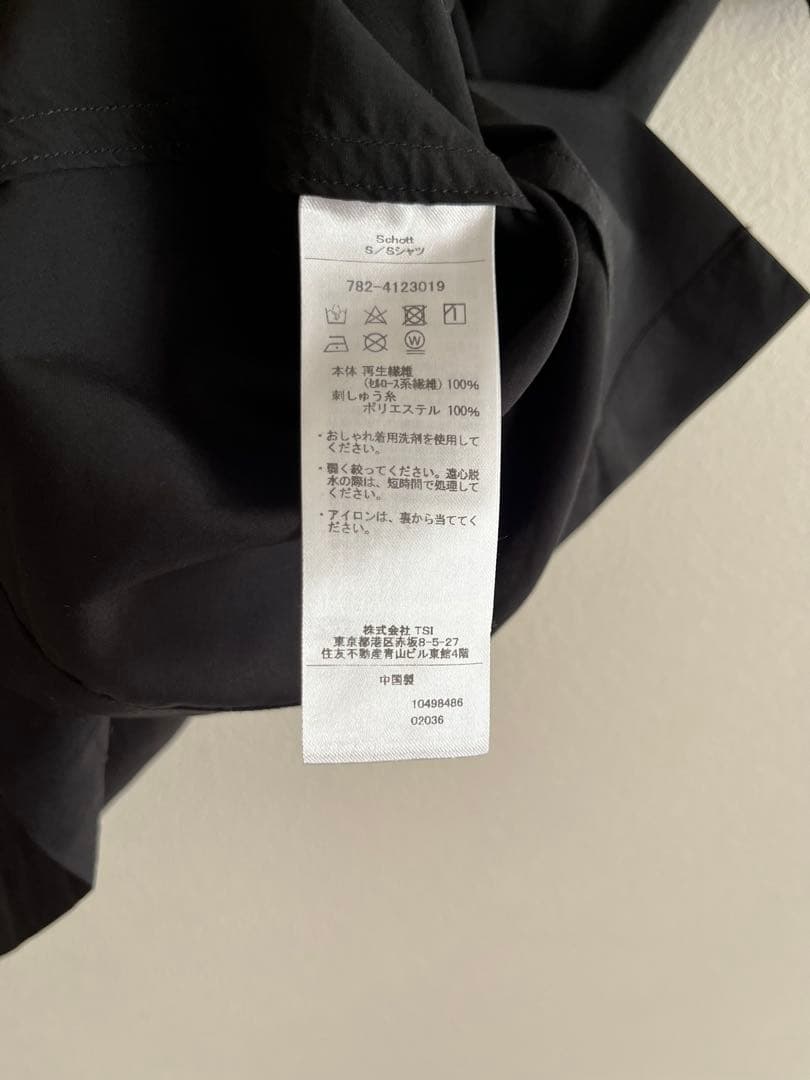 Schott
S／Sシャツ
782-4123019
本体 再生繊維
(ｾﾙﾛｰｽ系繊維) 100%
刺しゅう糸
ポリエステル 100%
・おしゃれ着用洗剤を使用して
ください。
・弱く絞ってください。遠心脱
水の際は、短時間で処理して
ください。
・アイロンは、裏から当ててく
ださい。
株式会社 TSI
東京都港区赤坂8-5-27
住友不動産青山ビル東館4階
中国製
10498486
02036